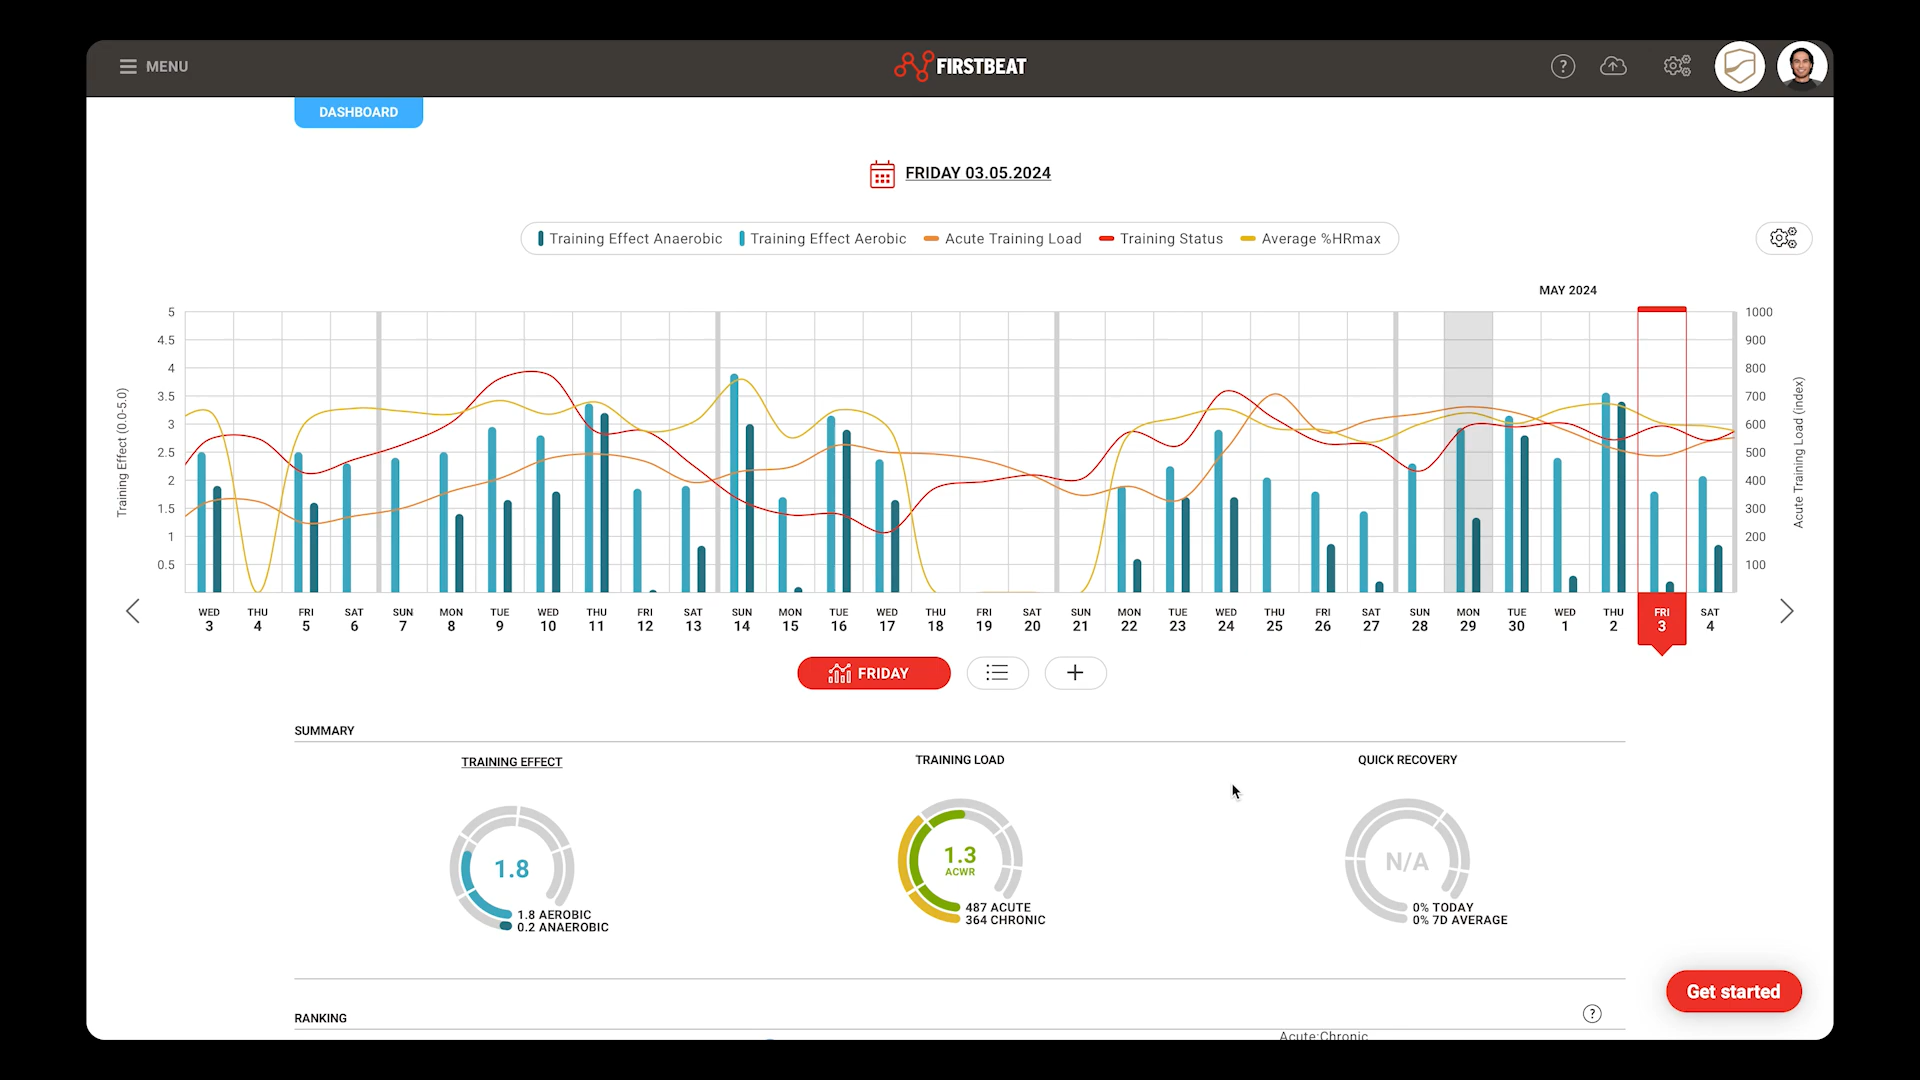 MENU
FIRSTBEAT
?
DASHBOARD
FRIDAY 03.05.2024
Training Effect Anaerobic Training Effect Aerobic Acute Training Load Training Status Average %HRmax
MAY 2024
Training Effect (0.0-5.0)
5
4.5
4
3.5
3
2.5
2
1.5
1
0.5
1000
900
800
700
600
500
400
300
200
100
Acute Training Load (index)
WED THU FRI SAT SUN MON TUE WED THU FRI SAT SUN MON TUE WED THU FRI SAT SUN MON TUE WED THU FRI SAT SUN MON TUE WED THU FRI SAT
3 4 5 6 7 8 9 10 11 12 13 14 15 16 17 18 19 20 21 22 23 24 25 26 27 28 29 30 1 2 3 4
FRIDAY
SUMMARY
TRAINING EFFECT
1.8
1.8 AEROBIC
0.2 ANAEROBIC
TRAINING LOAD
1.3
ACWR
487 ACUTE
364 CHRONIC
QUICK RECOVERY
N/A
0% TODAY
0% 7D AVERAGE
Get started
RANKING
?
Acute:Chronic